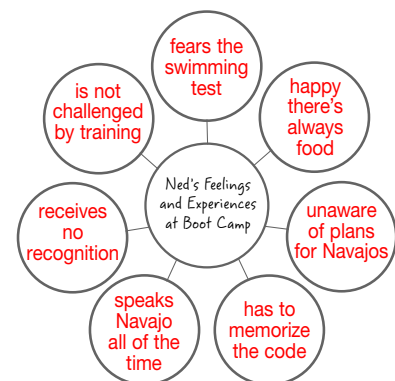 fears the
swimming
test
happy
there's
always
food
unaware
of plans
for Navajos
has to
memorize
the code
speaks
Navajo
all of the
time
receives
no
recognition
is not
challenged
by training
Ned's Feelings
and Experiences
at Boot Camp